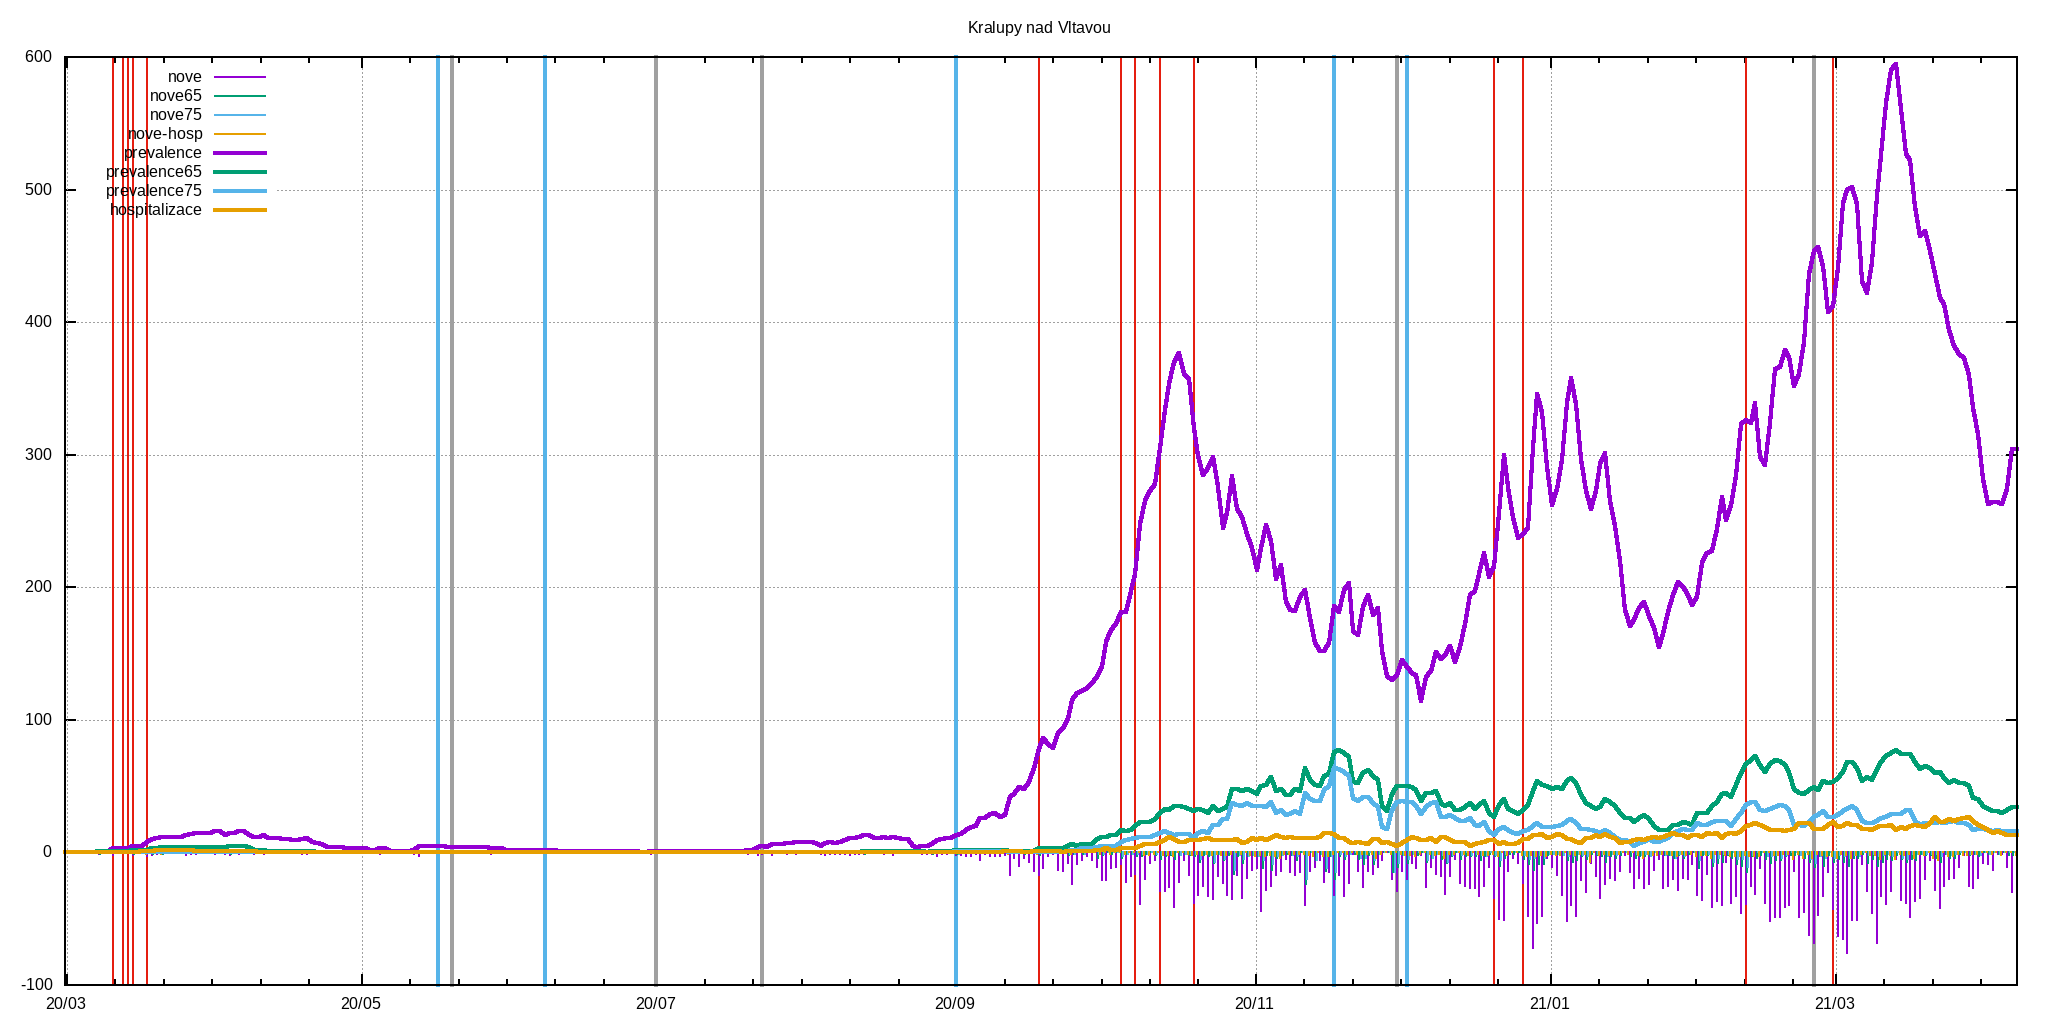 Kralupy nad Vltavou
600
500
400
300
200
100
0
-100
nove
nove65
nove75
nove-hosp
prevalence
prevalence65
prevalence75
hospitalizace
20/03 20/05 20/07 20/09 20/11 21/01 21/03